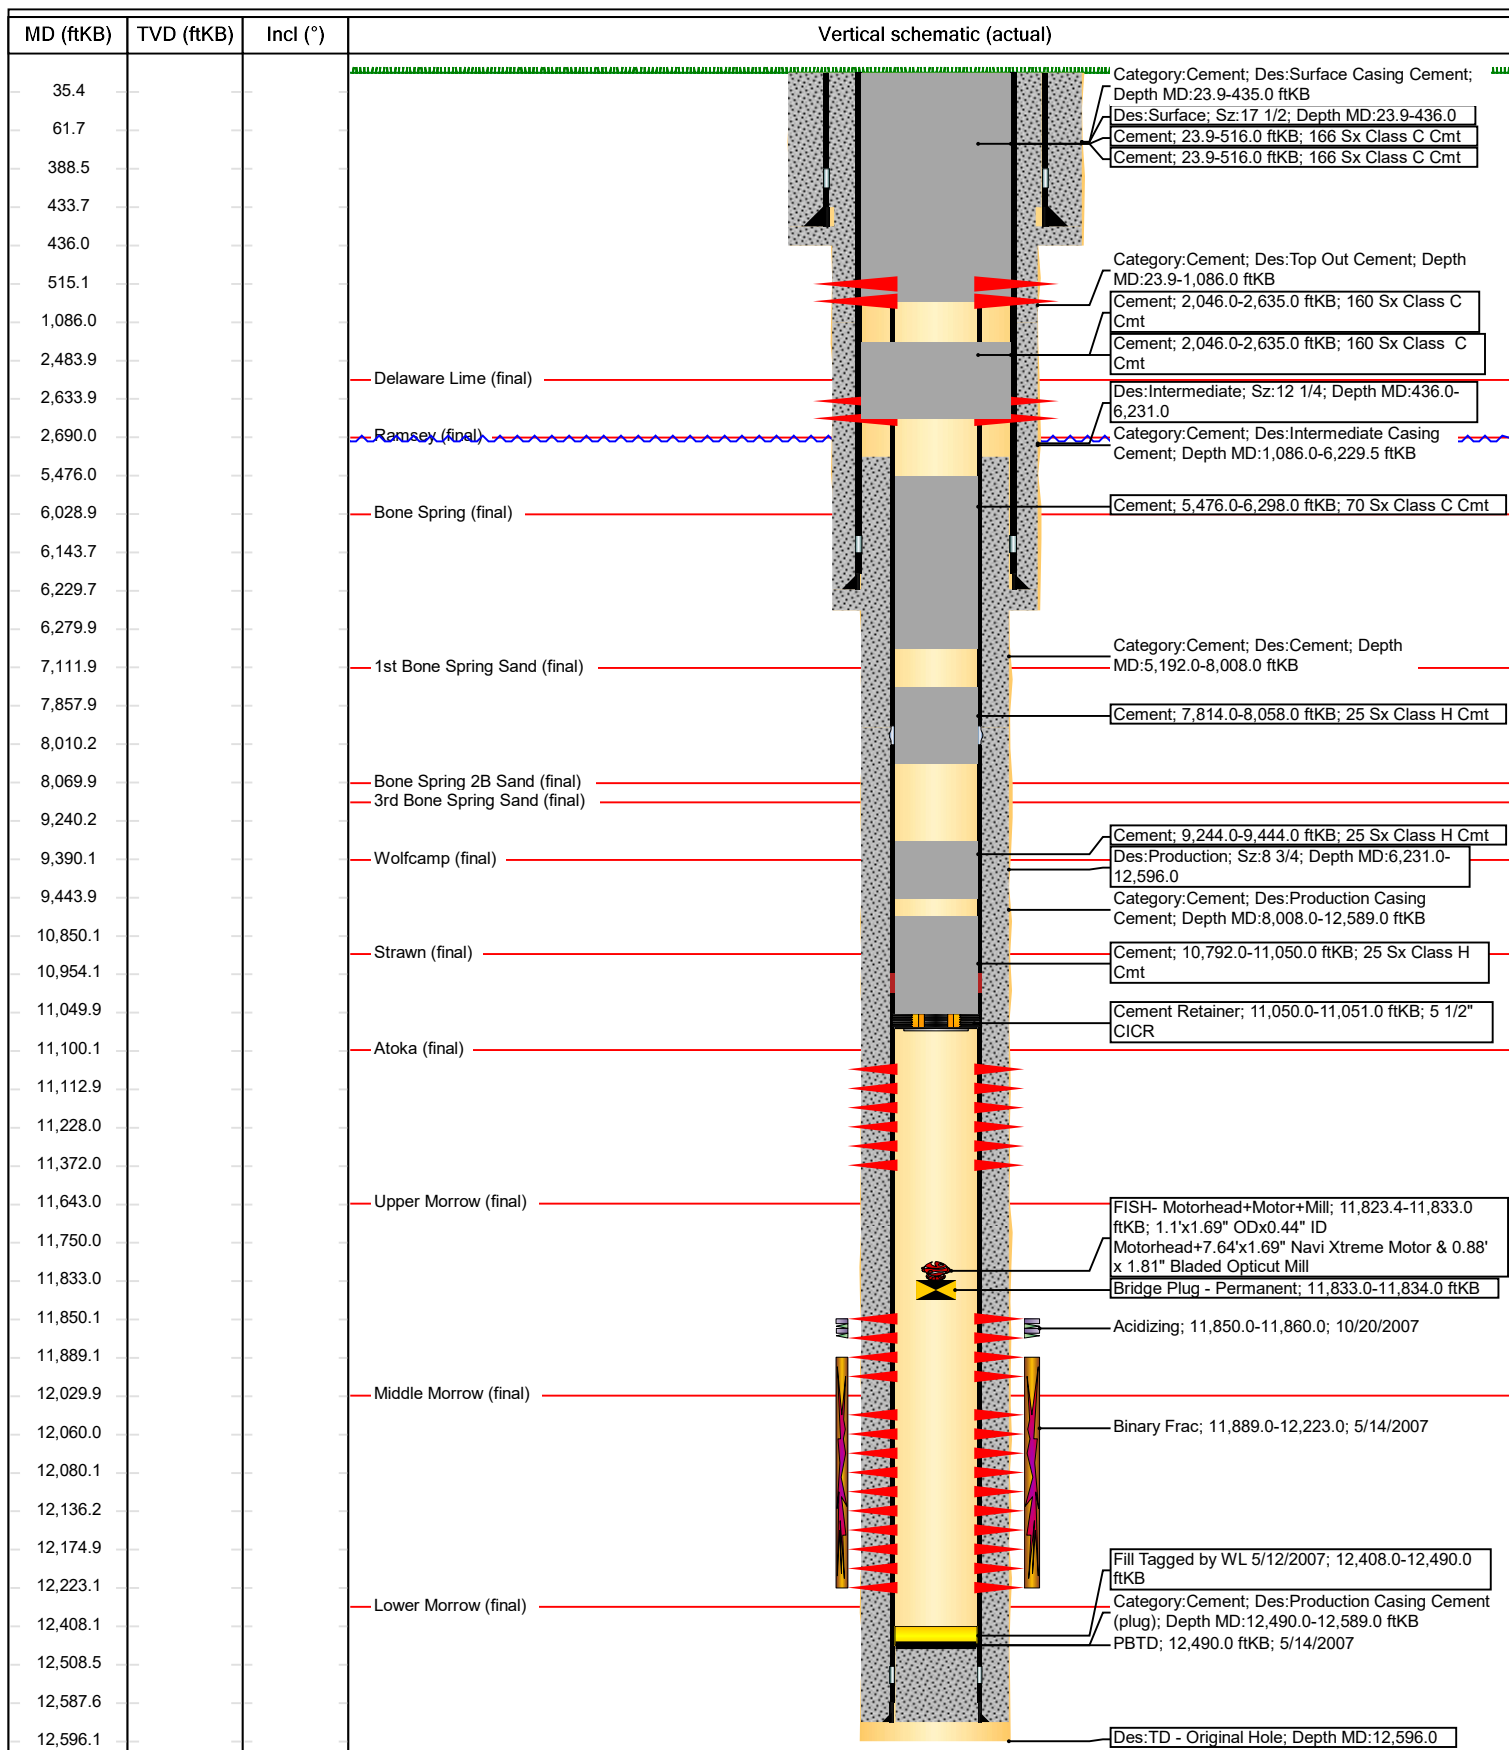 MD (ftKB) TVD (ftKB) Incl (°) Vertical schematic (actual)
35.4
61.7
388.5
433.7
436.0
515.1
1,086.0
2,483.9
2,633.9
2,690.0
5,476.0
6,028.9
6,143.7
6,229.7
6,279.9
7,111.9
7,857.9
8,010.2
8,069.9
9,240.2
9,390.1
9,443.9
10,850.1
10,954.1
11,049.9
11,100.1
11,112.9
11,228.0
11,372.0
11,643.0
11,750.0
11,833.0
11,850.1
11,889.1
12,029.9
12,060.0
12,080.1
12,136.2
12,174.9
12,223.1
12,408.1
12,508.5
12,587.6
12,596.1
Delaware Lime (final)
Ramsey (final)
Bone Spring (final)
1st Bone Spring Sand (final)
Bone Spring 2B Sand (final)
3rd Bone Spring Sand (final)
Wolfcamp (final)
Strawn (final)
Atoka (final)
Upper Morrow (final)
Middle Morrow (final)
Lower Morrow (final)
Category:Cement; Des:Surface Casing Cement;
Depth MD:23.9-435.0 ftKB
Des:Surface; Sz:17 1/2; Depth MD:23.9-436.0
Cement; 23.9-516.0 ftKB; 166 Sx Class C Cmt
Cement; 23.9-516.0 ftKB; 166 Sx Class C Cmt
Category:Cement; Des:Top Out Cement; Depth
MD:23.9-1,086.0 ftKB
Cement; 2,046.0-2,635.0 ftKB; 160 Sx Class C
Cmt
Cement; 2,046.0-2,635.0 ftKB; 160 Sx Class  C
Cmt
Des:Intermediate; Sz:12 1/4; Depth MD:436.0-
6,231.0
Category:Cement; Des:Intermediate Casing
Cement; Depth MD:1,086.0-6,229.5 ftKB
Cement; 5,476.0-6,298.0 ftKB; 70 Sx Class C Cmt
Category:Cement; Des:Cement; Depth
MD:5,192.0-8,008.0 ftKB
Cement; 7,814.0-8,058.0 ftKB; 25 Sx Class H Cmt
Cement; 9,244.0-9,444.0 ftKB; 25 Sx Class H Cmt
Des:Production; Sz:8 3/4; Depth MD:6,231.0-
12,596.0
Category:Cement; Des:Production Casing
Cement; Depth MD:8,008.0-12,589.0 ftKB
Cement; 10,792.0-11,050.0 ftKB; 25 Sx Class H
Cmt
Cement Retainer; 11,050.0-11,051.0 ftKB; 5 1/2"
CICR
FISH- Motorhead+Motor+Mill; 11,823.4-11,833.0
ftKB; 1.1'x1.69" ODx0.44" ID
Motorhead+7.64'x1.69" Navi Xtreme Motor & 0.88'
x 1.81" Bladed Opticut Mill
Bridge Plug - Permanent; 11,833.0-11,834.0 ftKB
Acidizing; 11,850.0-11,860.0; 10/20/2007
Binary Frac; 11,889.0-12,223.0; 5/14/2007
Fill Tagged by WL 5/12/2007; 12,408.0-12,490.0
ftKB
Category:Cement; Des:Production Casing Cement
(plug); Depth MD:12,490.0-12,589.0 ftKB
PBTD; 12,490.0 ftKB; 5/14/2007
Des:TD - Original Hole; Depth MD:12,596.0